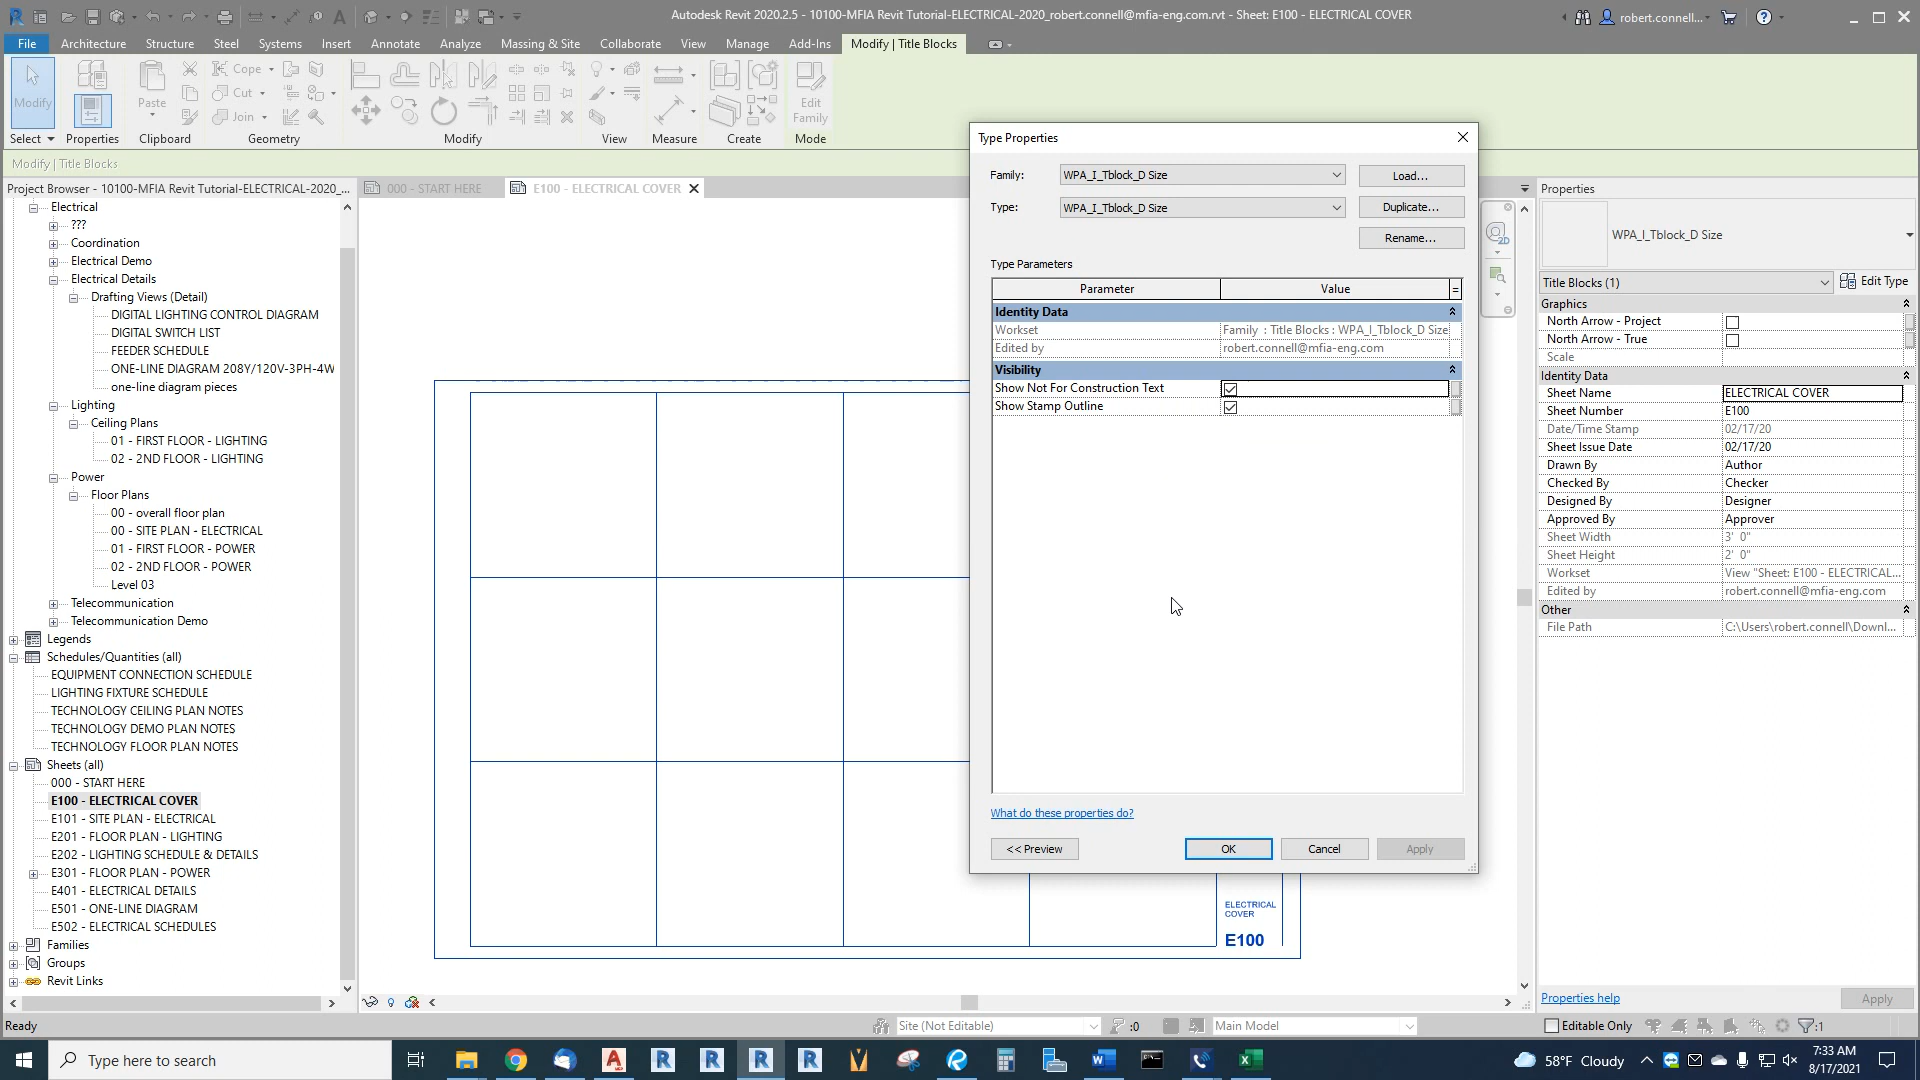 Autodesk Revit 2020.2.5 - 10100-MFIA Revit Tutorial-ELECTRICAL-2020_robert.connell@mfia-eng.com.rvt - Sheet: E100 - ELECTRICAL COVER
robert.connell...
File Architecture Structure Steel Systems Insert Annotate Analyze Massing & Site Collaborate View Manage Add-Ins Modify | Title Blocks
Modify
Paste
Cope
Cut
Join
Edit
Family
Select Properties Clipboard Geometry Modify View Measure Create Mode
Modify | Title Blocks
Project Browser - 10100-MFIA Revit Tutorial-ELECTRICAL-2020_...
Electrical
???
Coordination
Electrical Demo
Electrical Details
Drafting Views (Detail)
DIGITAL LIGHTING CONTROL DIAGRAM
DIGITAL SWITCH LIST
FEEDER SCHEDULE
ONE-LINE DIAGRAM 208Y/120V-3PH-4W
one-line diagram pieces
Lighting
Ceiling Plans
01 - FIRST FLOOR - LIGHTING
02 - 2ND FLOOR - LIGHTING
Power
Floor Plans
00 - overall floor plan
00 - SITE PLAN - ELECTRICAL
01 - FIRST FLOOR - POWER
02 - 2ND FLOOR - POWER
Level 03
Telecommunication
Telecommunication Demo
Legends
Schedules/Quantities (all)
EQUIPMENT CONNECTION SCHEDULE
LIGHTING FIXTURE SCHEDULE
TECHNOLOGY CEILING PLAN NOTES
TECHNOLOGY DEMO PLAN NOTES
TECHNOLOGY FLOOR PLAN NOTES
Sheets (all)
000 - START HERE
E100 - ELECTRICAL COVER
E101 - SITE PLAN - ELECTRICAL
E201 - FLOOR PLAN - LIGHTING
E202 - LIGHTING SCHEDULE & DETAILS
E301 - FLOOR PLAN - POWER
E401 - ELECTRICAL DETAILS
E501 - ONE-LINE DIAGRAM
E502 - ELECTRICAL SCHEDULES
Families
Groups
Revit Links
000 - START HERE
E100 - ELECTRICAL COVER
ELECTRICAL
COVER
E100
Type Properties
Family: WPA_I_Tblock_D Size Load...
Type: WPA_I_Tblock_D Size Duplicate...
Rename...
Type Parameters
Parameter Value =
Identity Data
Workset Family : Title Blocks : WPA_I_Tblock_D Size
Edited by robert.connell@mfia-eng.com
Visibility
Show Not For Construction Text
Show Stamp Outline
What do these properties do?
<< Preview OK Cancel Apply
2D
Properties
WPA_I_Tblock_D Size
Title Blocks (1) Edit Type
Graphics
North Arrow - Project
North Arrow - True
Scale
Identity Data
Sheet Name ELECTRICAL COVER
Sheet Number E100
Date/Time Stamp 02/17/20
Sheet Issue Date 02/17/20
Drawn By Author
Checked By Checker
Designed By Designer
Approved By Approver
Sheet Width 3' 0"
Sheet Height 2' 0"
Workset View "Sheet: E100 - ELECTRICAL...
Edited by robert.connell@mfia-eng.com
Other
File Path C:\Users\robert.connell\Downl...
Properties help Apply
Ready
Site (Not Editable)
:0
Main Model
Editable Only
:1
Type here to search
58°F Cloudy
7:33 AM
8/17/2021